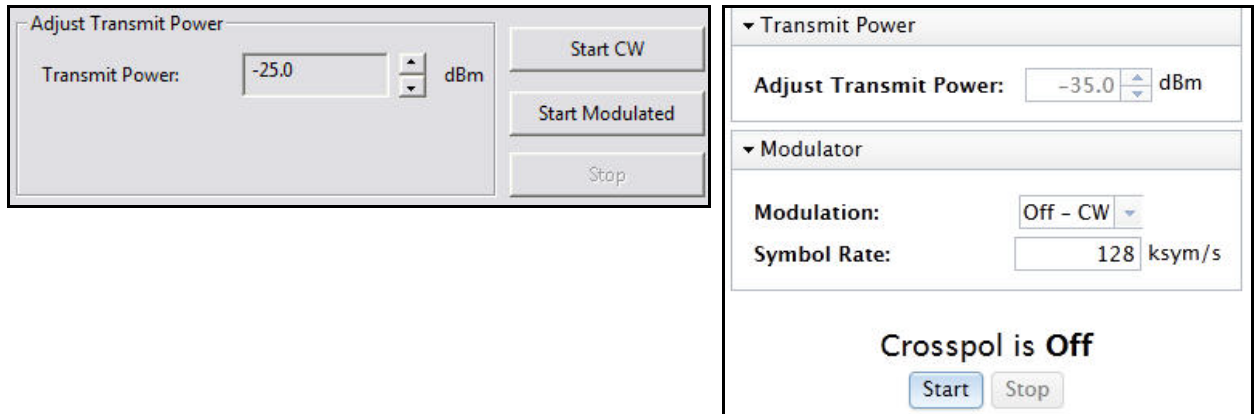 Adjust Transmit Power
Transmit Power: -25.0 dBm
Start CW
Start Modulated
Stop
Transmit Power
Adjust Transmit Power: -35.0 dBm
Modulator
Modulation: Off - CW
Symbol Rate: 128 ksym/s
Crosspol is Off
Start Stop